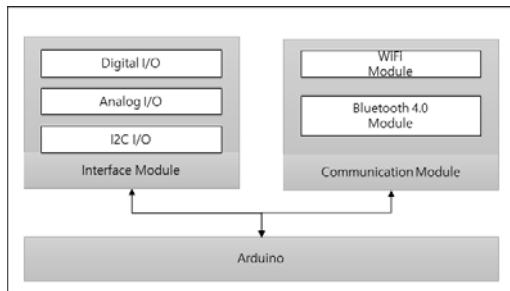 Digital I/O
Analog I/O
I2C I/O
Interface Module
WIFI
Module
Bluetooth 4.0
Module
Communication Module
Arduino